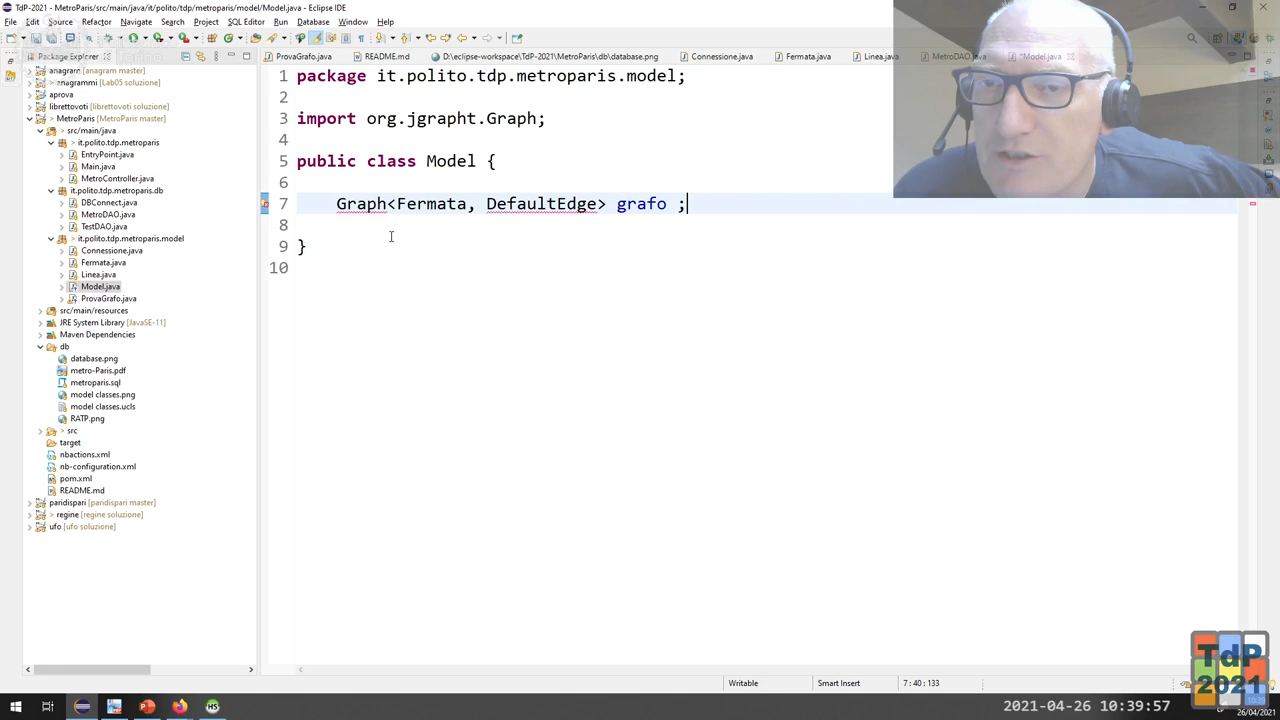 TdP-2021 - MetroParis/src/main/java/it/polito/tdp/metroparis/model/Model.java - Eclipse IDE
File Edit Source Refactor Navigate Search Project SQL Editor Run Database Window Help
Package Explorer
ProvaGrafo.java README.md D:\eclipse-workspace\TdP-2021\MetroParis\db\database.png Connessione.java Fermata.java Linea.java MetroDAO.java *Model.java
anagram [anagram master]
anagrammi [Lab05 soluzione]
aprova
librettovoti [librettovoti soluzione]
MetroParis [MetroParis master]
src/main/java
it.polito.tdp.metroparis
EntryPoint.java
Main.java
MetroController.java
it.polito.tdp.metroparis.db
DBConnect.java
MetroDAO.java
TestDAO.java
> it.polito.tdp.metroparis.model
Connessione.java
Fermata.java
Linea.java
Model.java
ProvaGrafo.java
src/main/resources
JRE System Library [JavaSE-11]
Maven Dependencies
db
database.png
metro-Paris.pdf
metroparis.sql
model classes.png
model classes.ucls
RATP.png
src
target
nbactions.xml
nb-configuration.xml
pom.xml
README.md
paridispari [paridispari master]
> regine [regine soluzione]
ufo [ufo soluzione]
1 package it.polito.tdp.metroparis.model;
2
3 import org.jgrapht.Graph;
4
5 public class Model {
6
7 Graph<Fermata, DefaultEdge> grafo ;
8
9 }
10
Writable Smart Insert 7 : 40 : 133
TdP
2021
2021-04-26 10:39:57
10:39
26/04/2021